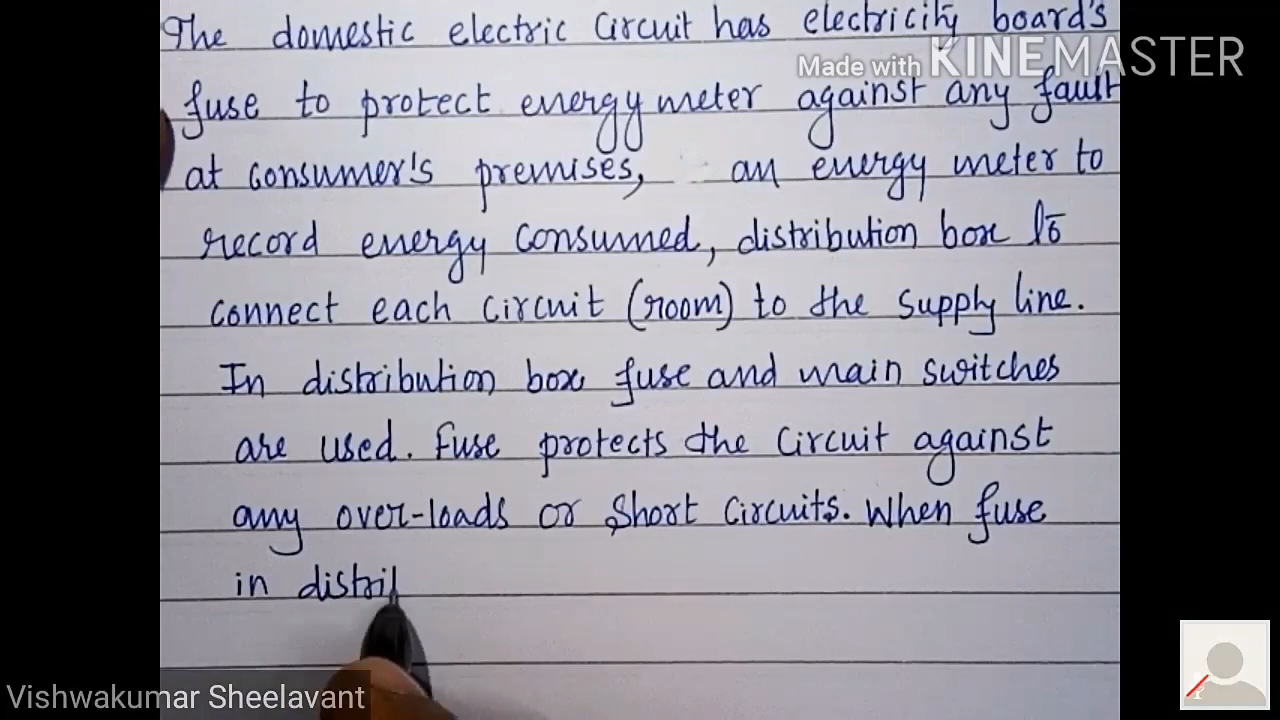 The domestic electric Circuit has electricity board's
Made with KINEMASTER
fuse to protect energy meter against any fault
at consumer's premises, an energy meter to
record energy consumed, distribution box to
connect each circuit (room) to the supply line.
In distribution box fuse and main switches
are used. Fuse protects the Circuit against
any over-loads or Short Circuits. When fuse
in distrib
Vishwakumar Sheelavant